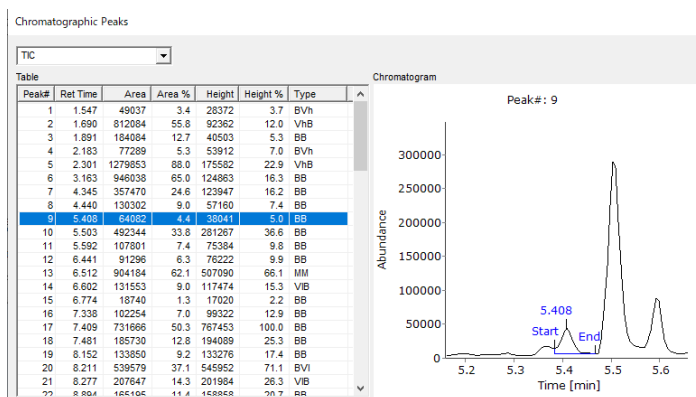 Chromatographic Peaks
TIC
Table
Peak# Ret Time Area Area % Height Height % Type
1 1.547 49037 3.4 28372 3.7 BVh
2 1.690 812084 55.8 92362 12.0 VhB
3 1.891 184084 12.7 40503 5.3 BB
4 2.183 77289 5.3 53912 7.0 BVh
5 2.301 1279853 88.0 175582 22.9 VhB
6 3.163 946038 65.0 124863 16.3 BB
7 4.345 357470 24.6 123947 16.2 BB
8 4.440 130302 9.0 57160 7.4 BB
9 5.408 64082 4.4 38041 5.0 BB
10 5.503 492344 33.8 281267 36.6 BB
11 5.592 107801 7.4 75384 9.8 BB
12 6.441 91296 6.3 76222 9.9 BB
13 6.512 904184 62.1 507090 66.1 MM
14 6.602 131553 9.0 117474 15.3 VIB
15 6.774 18740 1.3 17020 2.2 BB
16 7.338 102254 7.0 99322 12.9 BB
17 7.409 731666 50.3 767453 100.0 BB
18 7.481 185730 12.8 194089 25.3 BB
19 8.152 133850 9.2 133276 17.4 BB
20 8.211 539579 37.1 545952 71.1 BVI
21 8.277 207647 14.3 201984 26.3 VIB
22 8.894 165195 11.4 158858 20.7 BB
Chromatogram
Peak#: 9
Abundance
300000
250000
200000
150000
100000
50000
0
5.408
Start End
5.2 5.3 5.4 5.5 5.6
Time [min]